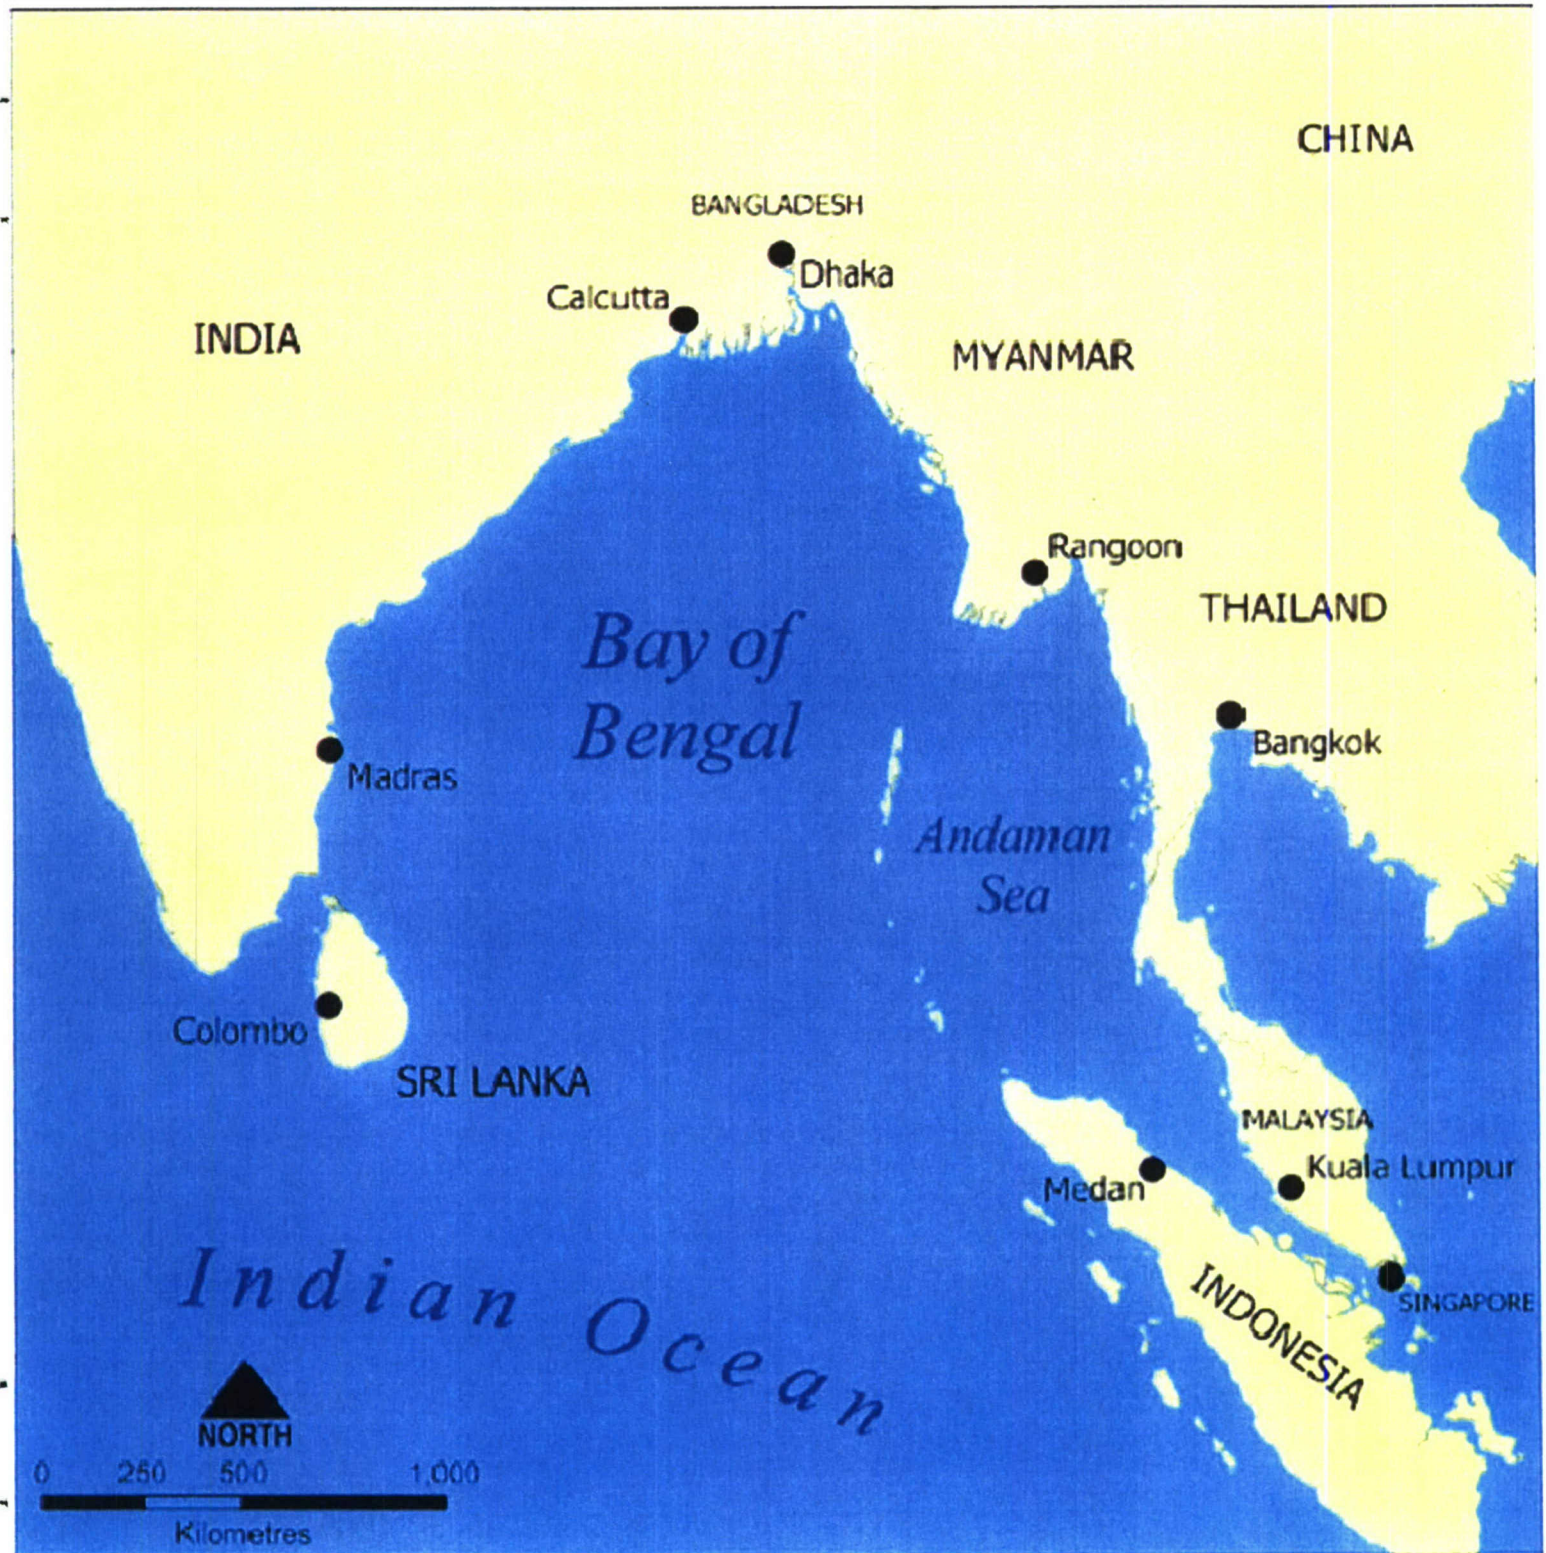 CHINA
BANGLADESH
Dhaka
Calcutta
INDIA
MYANMAR
Rangoon
THAILAND
Bay of
Bengal
Bangkok
Madras
Andaman
Sea
Colombo
SRI LANKA
MALAYSIA
Kuala Lumpur
Medan
INDONESIA
SINGAPORE
Indian Ocean
NORTH
0 250 500 1,000
Kilometres